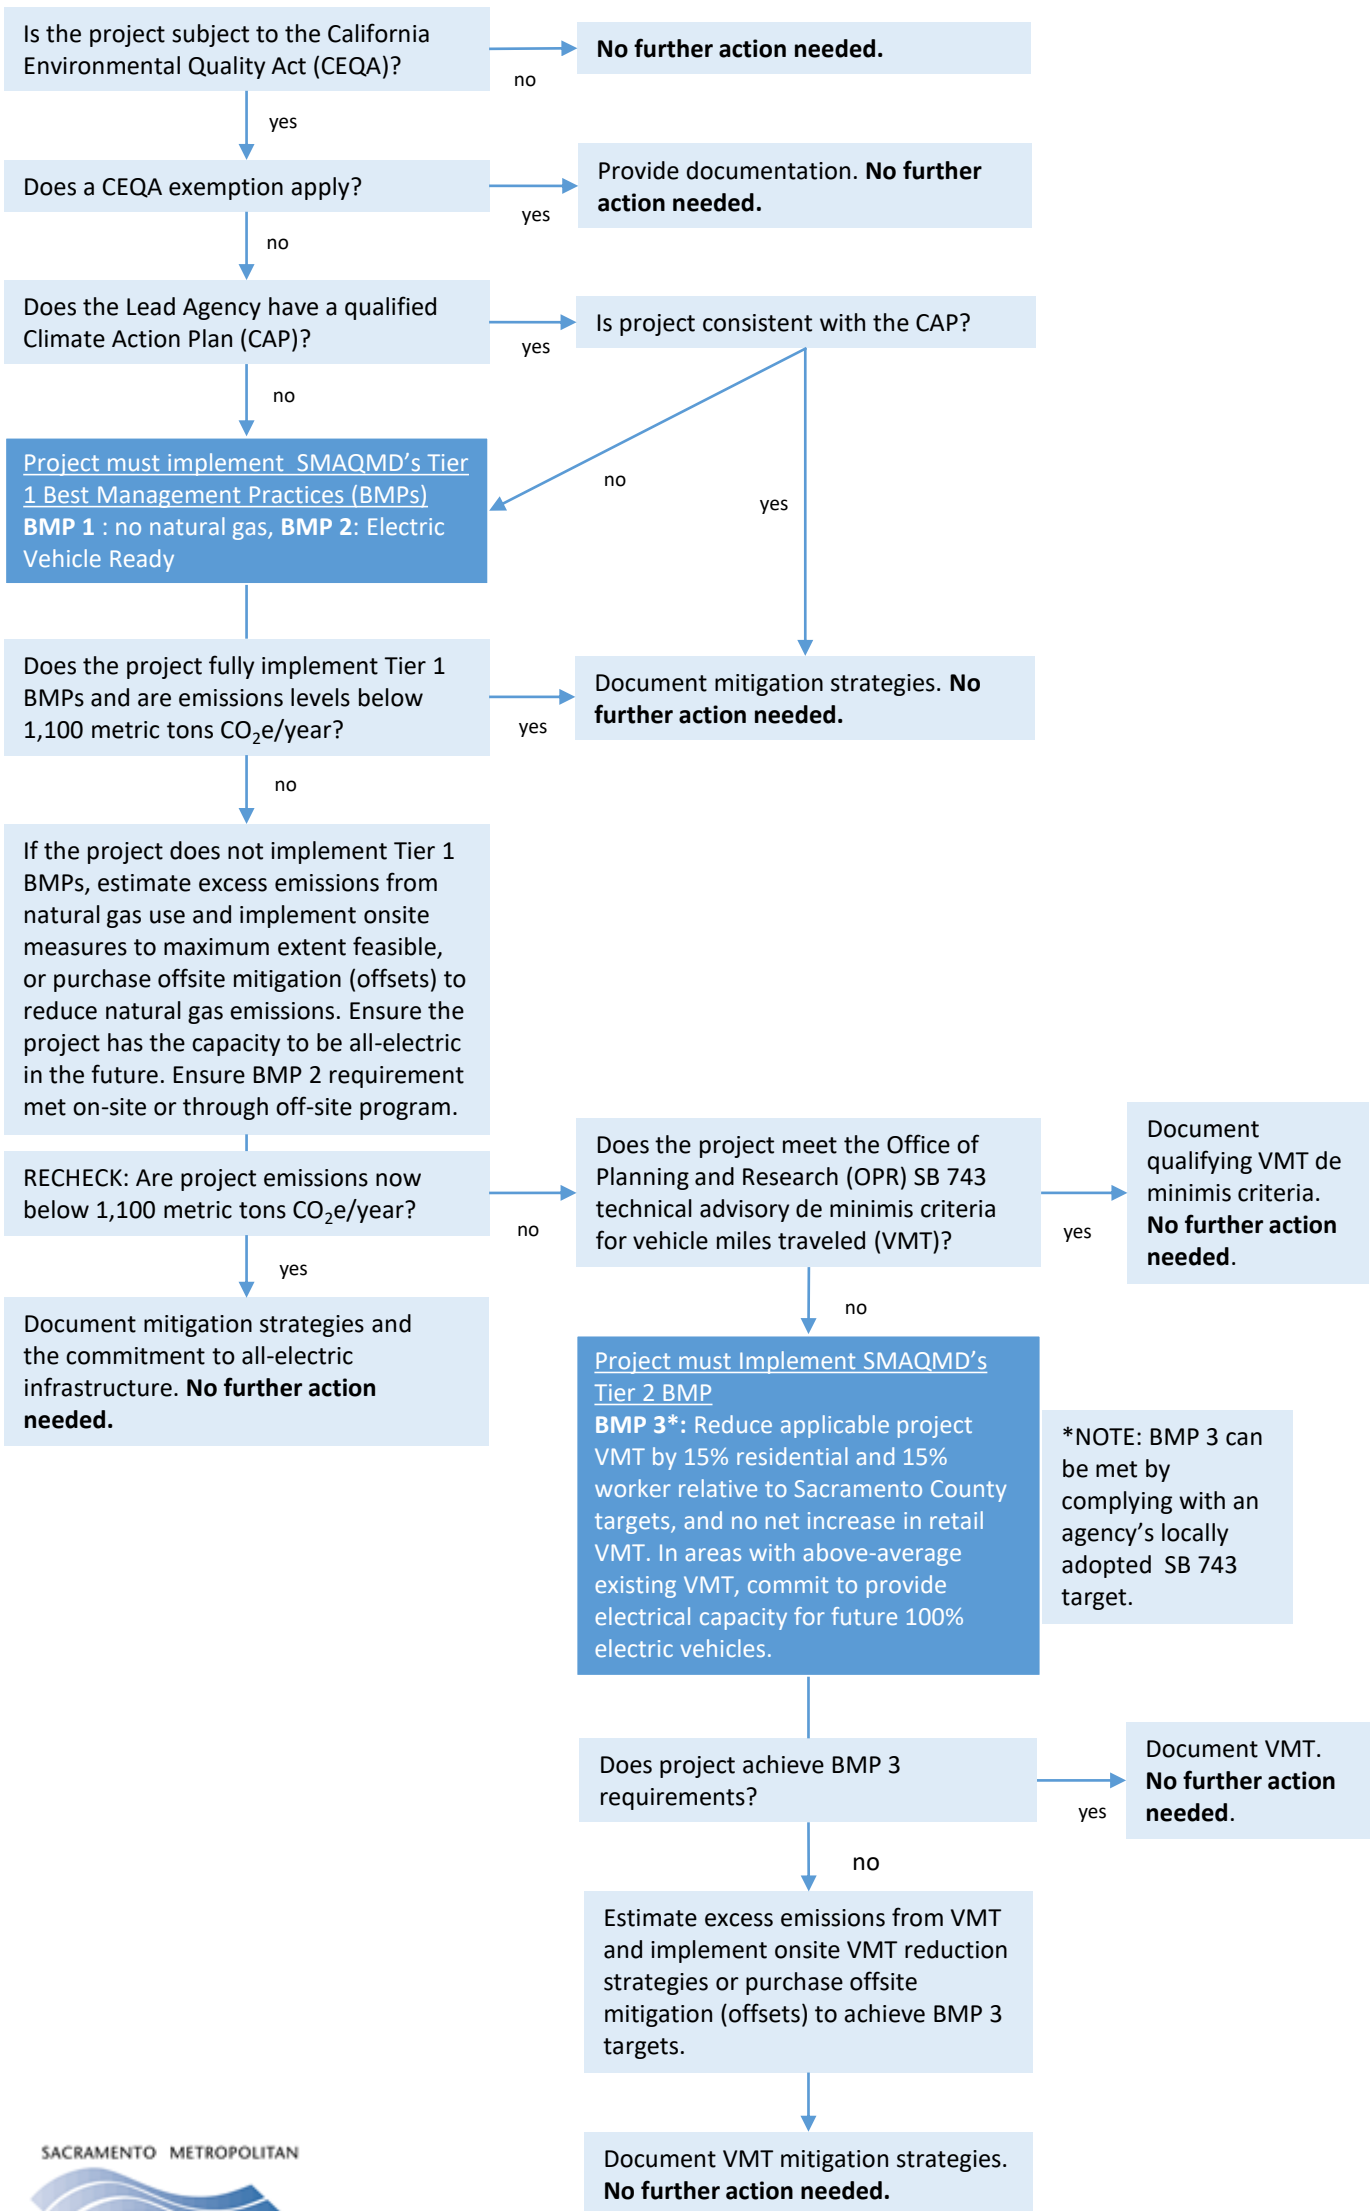 Is the project subject to the California
Environmental Quality Act (CEQA)?
no
No further action needed.
yes
Does a CEQA exemption apply?
yes
Provide documentation. No further
action needed.
no
Does the Lead Agency have a qualified
Climate Action Plan (CAP)?
yes
Is project consistent with the CAP?
no
no
yes
Project must implement  SMAQMD’s Tier
1 Best Management Practices (BMPs)
BMP 1 : no natural gas, BMP 2: Electric
Vehicle Ready
Does the project fully implement Tier 1
BMPs and are emissions levels below
1,100 metric tons CO₂e/year?
yes
Document mitigation strategies. No
further action needed.
no
If the project does not implement Tier 1
BMPs, estimate excess emissions from
natural gas use and implement onsite
measures to maximum extent feasible,
or purchase offsite mitigation (offsets) to
reduce natural gas emissions. Ensure the
project has the capacity to be all-electric
in the future. Ensure BMP 2 requirement
met on-site or through off-site program.
RECHECK: Are project emissions now
below 1,100 metric tons CO₂e/year?
no
yes
Document mitigation strategies and
the commitment to all-electric
infrastructure. No further action
needed.
Does the project meet the Office of
Planning and Research (OPR) SB 743
technical advisory de minimis criteria
for vehicle miles traveled (VMT)?
yes
Document
qualifying VMT de
minimis criteria.
No further action
needed.
no
Project must Implement SMAQMD’s
Tier 2 BMP
BMP 3*: Reduce applicable project
VMT by 15% residential and 15%
worker relative to Sacramento County
targets, and no net increase in retail
VMT. In areas with above-average
existing VMT, commit to provide
electrical capacity for future 100%
electric vehicles.
*NOTE: BMP 3 can
be met by
complying with an
agency’s locally
adopted  SB 743
target.
Does project achieve BMP 3
requirements?
yes
Document VMT.
No further action
needed.
no
Estimate excess emissions from VMT
and implement onsite VMT reduction
strategies or purchase offsite
mitigation (offsets) to achieve BMP 3
targets.
Document VMT mitigation strategies.
No further action needed.
SACRAMENTO METROPOLITAN